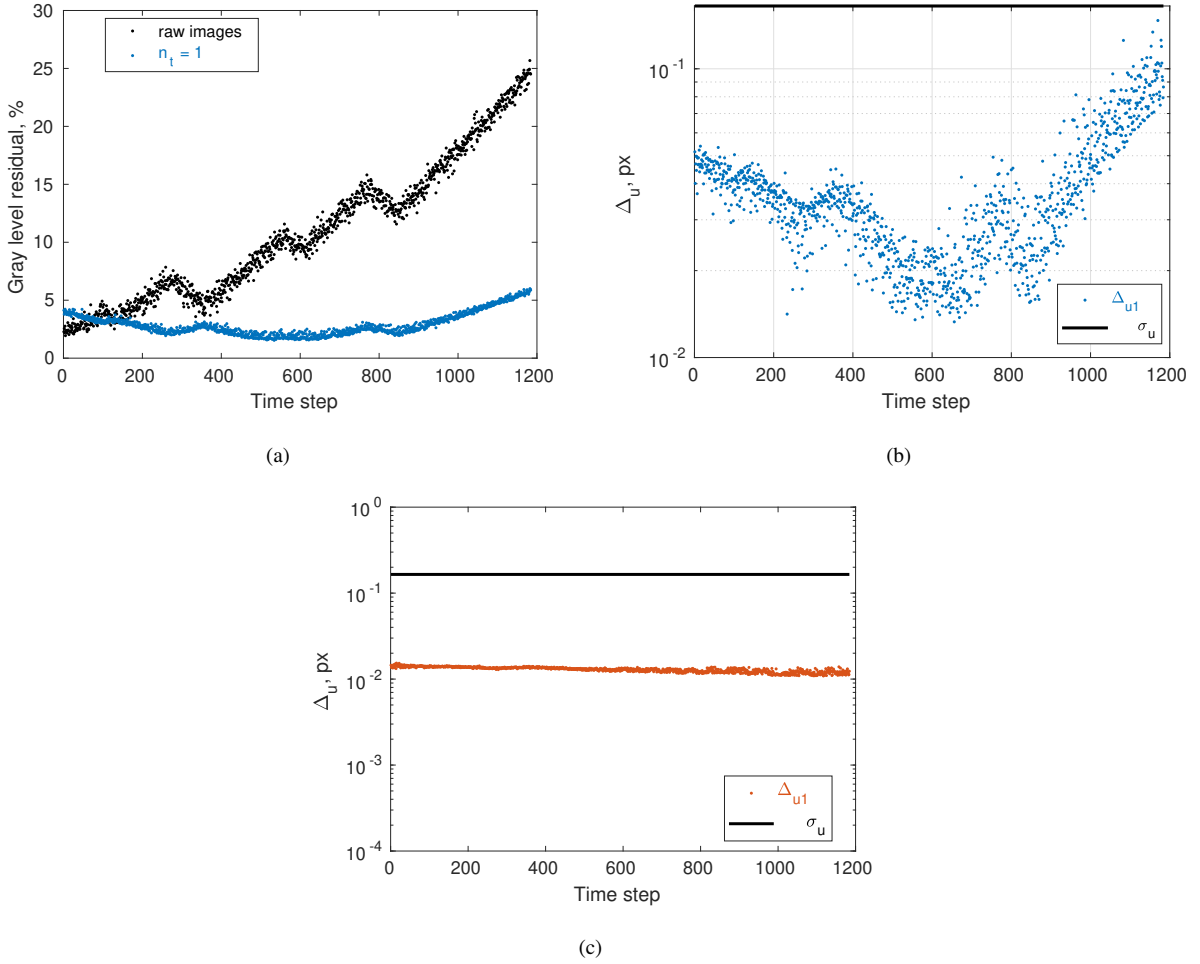 30
25
20
15
10
5
0
Gray level residual, %
raw images
n_t = 1
0 200 400 600 800 1000 1200
Time step
(a)
10^-1
10^-2
Δ_u, px
Δ_u1
σ_u
0 200 400 600 800 1000 1200
Time step
(b)
10^0
10^-1
10^-2
10^-3
10^-4
Δ_u, px
Δ_u1
σ_u
0 200 400 600 800 1000 1200
Time step
(c)